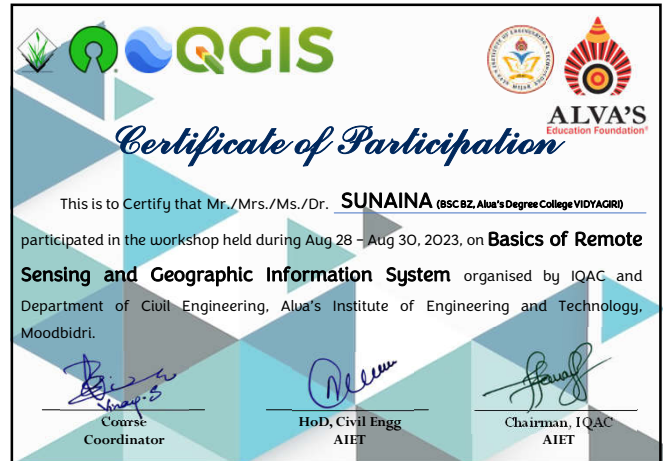 QGIS
ALVA'S
Education Foundation®
Certificate of Participation
This is to Certify that Mr./Mrs./Ms./Dr. SUNAINA (BSC BZ, Alva's Degree College VIDYAGIRI)
participated in the workshop held during Aug 28 – Aug 30, 2023, on Basics of Remote
Sensing and Geographic Information System organised by IQAC and
Department of Civil Engineering, Alva's Institute of Engineering and Technology,
Moodbidri.
Vinay.S
Course HoD, Civil Engg Chairman, IQAC
Coordinator AIET AIET